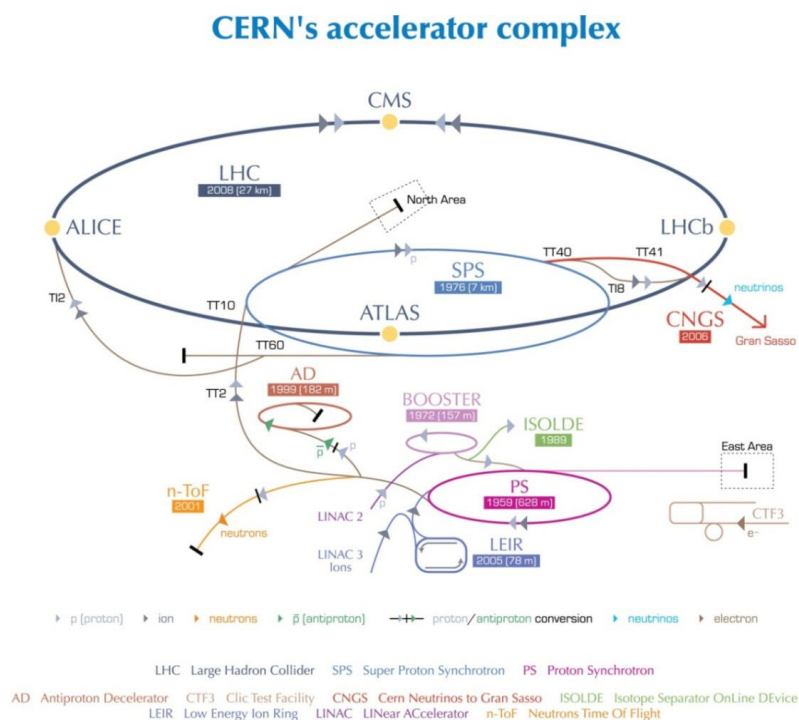 CERN's accelerator complex
CMS
LHC
2008 (27 km)
North Area
ALICE
LHCb
TT40
TT41
SPS
1976 (7 km)
TI8
neutrinos
TI2
TT10
ATLAS
CNGS
2006
Gran Sasso
TT60
AD
1999 (182 m)
TT2
BOOSTER
1972 (157 m)
ISOLDE
1989
East Area
p
p̅
p
n-ToF
2001
PS
1959 (628 m)
p
LINAC 2
neutrons
CTF3
e-
LEIR
2005 (78 m)
LINAC 3
Ions
p (proton) ion neutrons p̅ (antiproton) proton/antiproton conversion neutrinos electron
LHC Large Hadron Collider SPS Super Proton Synchrotron PS Proton Synchrotron
AD Antiproton Decelerator CTF3 Clic Test Facility CNGS Cern Neutrinos to Gran Sasso ISOLDE Isotope Separator OnLine DEvice
LEIR Low Energy Ion Ring LINAC LINear ACcelerator n-ToF Neutrons Time Of Flight